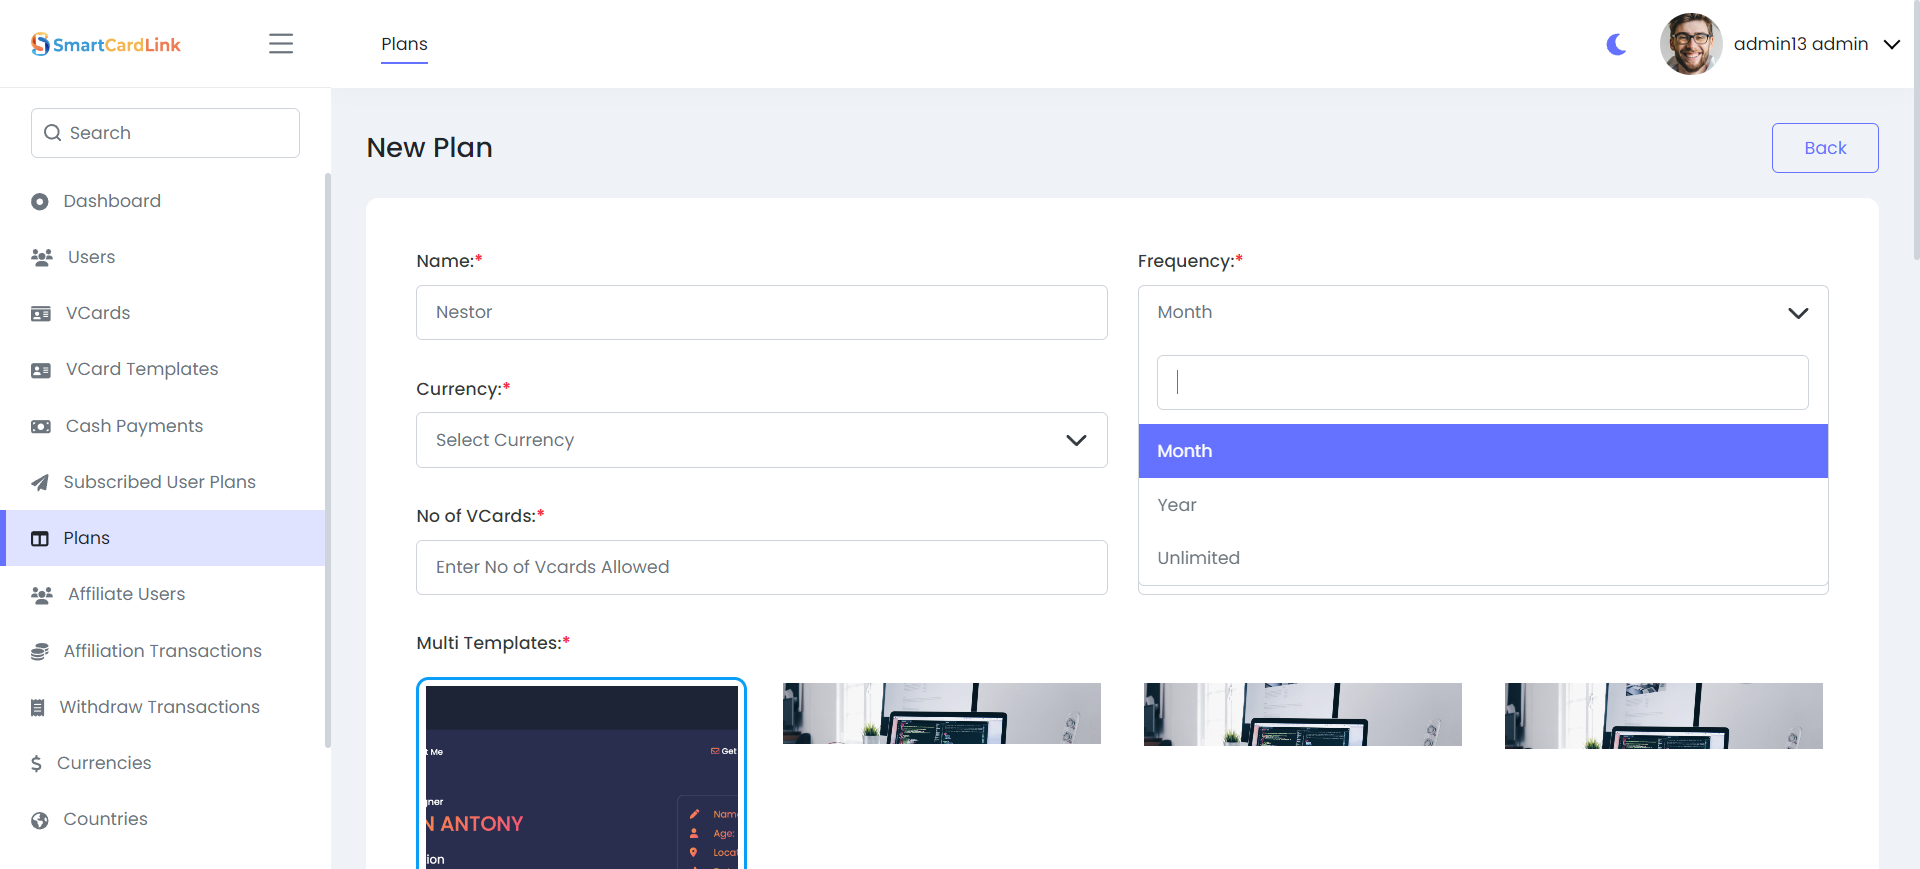 SmartCardLink
Plans
admin13 admin
Search
New Plan
Back
Dashboard
Users
VCards
VCard Templates
Cash Payments
Subscribed User Plans
Plans
Affiliate Users
Affiliation Transactions
Withdraw Transactions
Currencies
Countries
Name:*
Nestor
Frequency:*
Month
Month
Year
Unlimited
Currency:*
Select Currency
No of VCards:*
Enter No of Vcards Allowed
Multi Templates:*
t Me
Get
gner
N ANTONY
ion
Nam
Age:
Locat